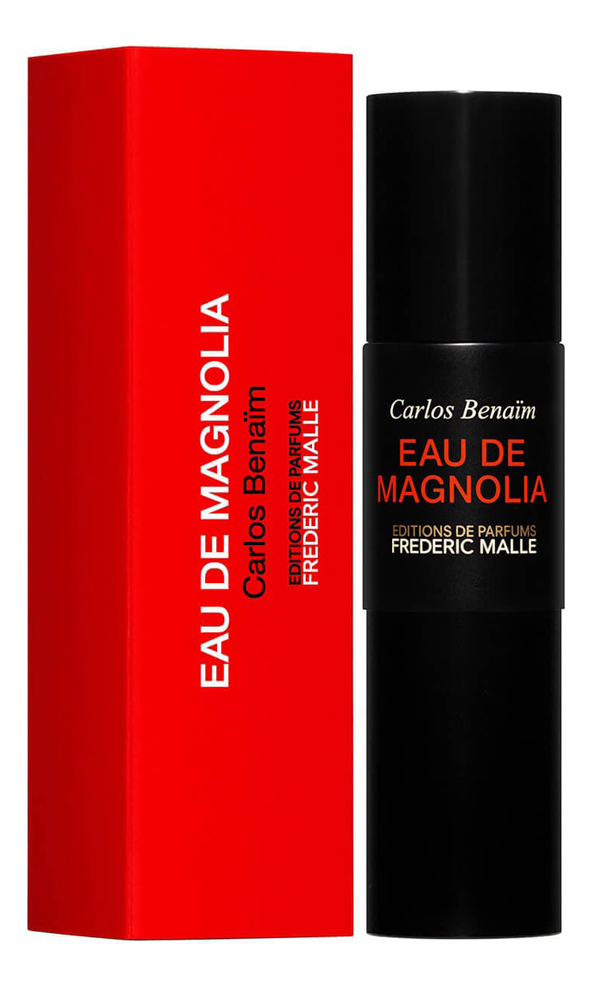 EAU DE MAGNOLIA
Carlos Benaïm
EDITIONS DE PARFUMS
FREDERIC MALLE
Carlos Benaïm
EAU DE
MAGNOLIA
EDITIONS DE PARFUMS
FREDERIC MALLE